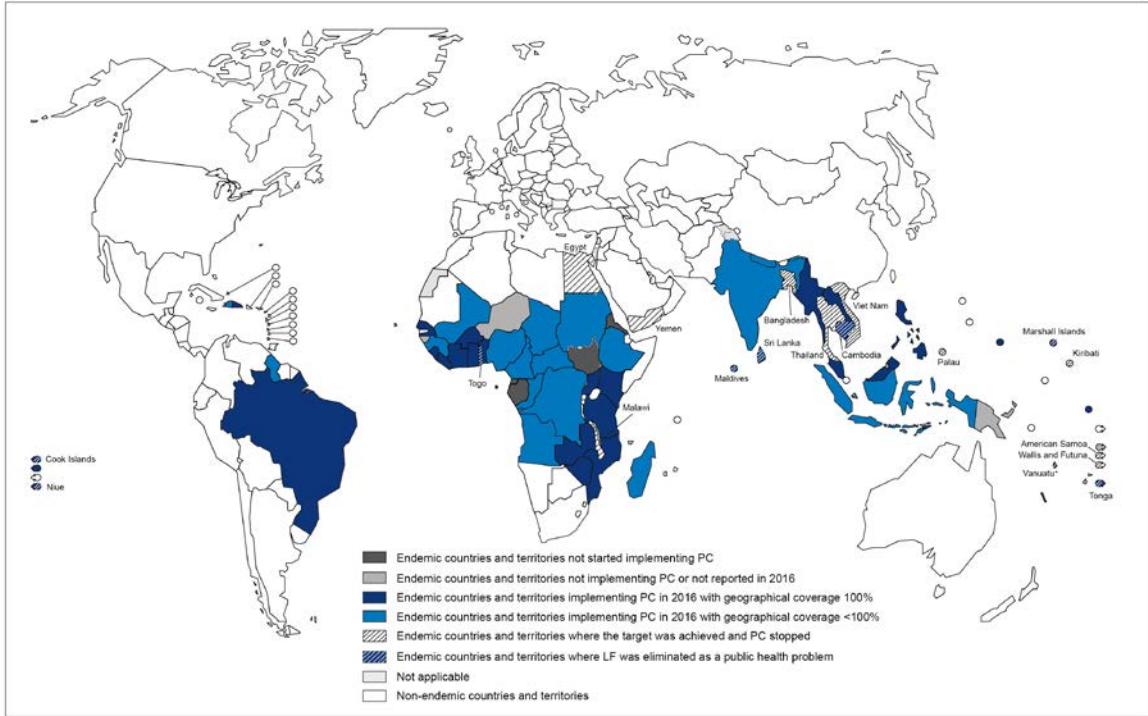 Egypt
Yemen
Togo
Malawi
Bangladesh
Viet Nam
Sri Lanka
Thailand
Cambodia
Maldives
Palau
Marshall Islands
Kiribati
American Samoa
Wallis and Futuna
Vanuatu
Tonga
Cook Islands
Niue
Endemic countries and territories not started implementing PC
Endemic countries and territories not implementing PC or not reported in 2016
Endemic countries and territories implementing PC in 2016 with geographical coverage 100%
Endemic countries and territories implementing PC in 2016 with geographical coverage <100%
Endemic countries and territories where the target was achieved and PC stopped
Endemic countries and territories where LF was eliminated as a public health problem
Not applicable
Non-endemic countries and territories